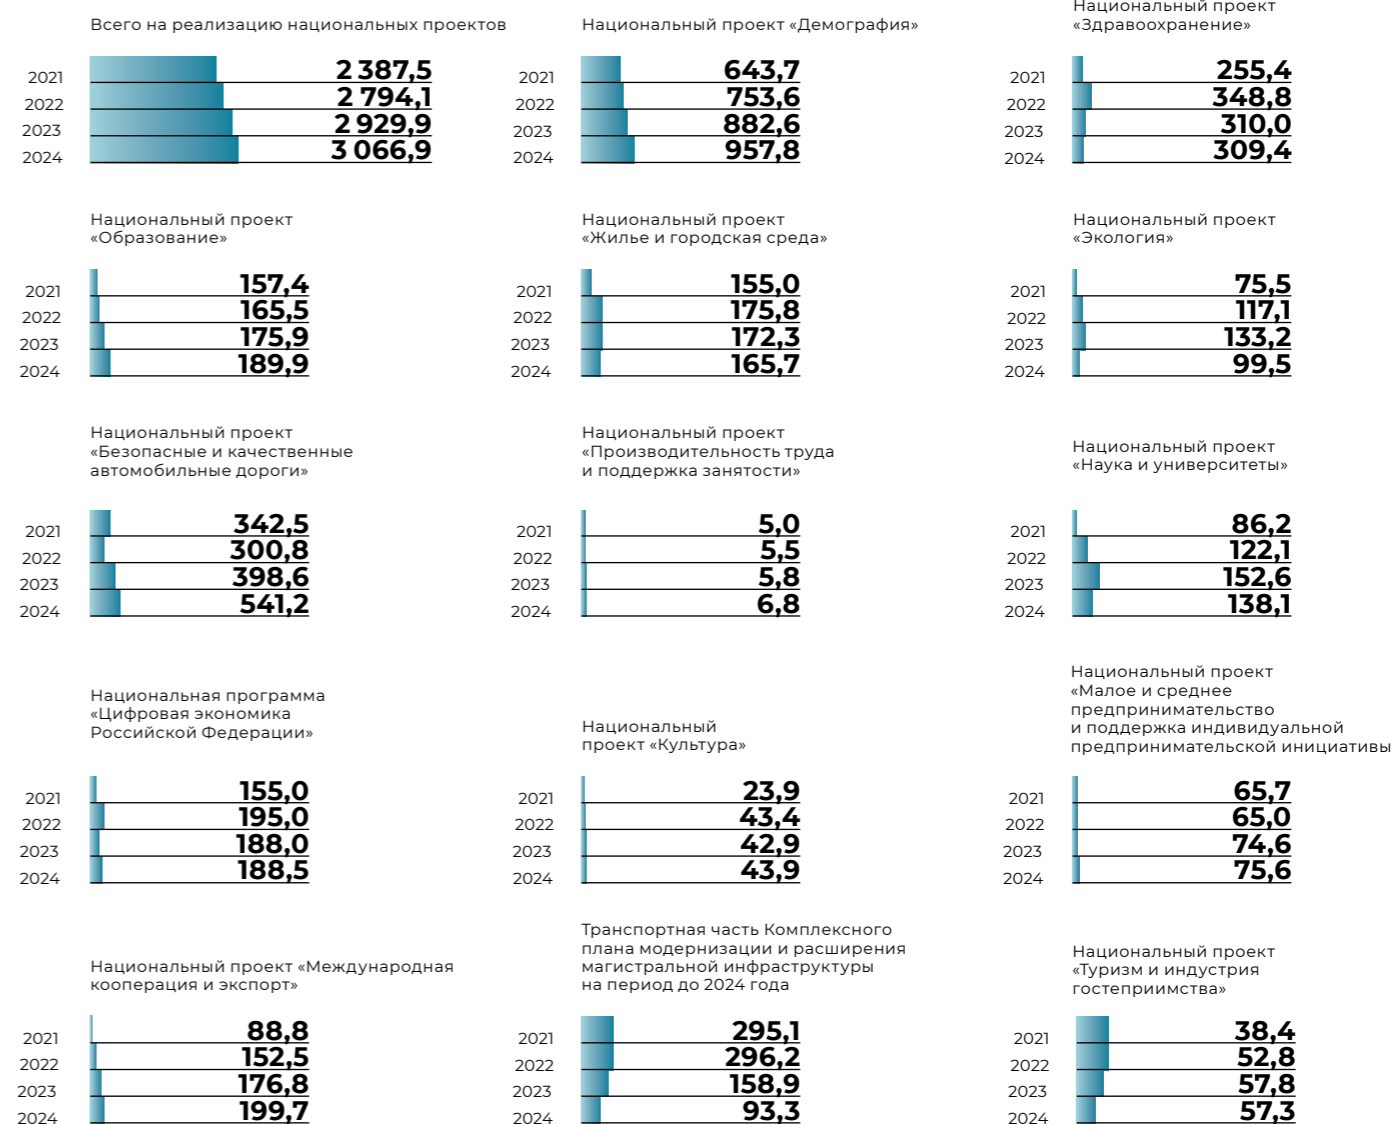 Всего на реализацию национальных проектов
2021 2 387,5
2022 2 794,1
2023 2 929,9
2024 3 066,9
Национальный проект «Демография»
2021 643,7
2022 753,6
2023 882,6
2024 957,8
Национальный проект
«Здравоохранение»
2021 255,4
2022 348,8
2023 310,0
2024 309,4
Национальный проект
«Образование»
2021 157,4
2022 165,5
2023 175,9
2024 189,9
Национальный проект
«Жилье и городская среда»
2021 155,0
2022 175,8
2023 172,3
2024 165,7
Национальный проект
«Экология»
2021 75,5
2022 117,1
2023 133,2
2024 99,5
Национальный проект
«Безопасные и качественные
автомобильные дороги»
2021 342,5
2022 300,8
2023 398,6
2024 541,2
Национальный проект
«Производительность труда
и поддержка занятости»
2021 5,0
2022 5,5
2023 5,8
2024 6,8
Национальный проект
«Наука и университеты»
2021 86,2
2022 122,1
2023 152,6
2024 138,1
Национальная программа
«Цифровая экономика
Российской Федерации»
2021 155,0
2022 195,0
2023 188,0
2024 188,5
Национальный
проект «Культура»
2021 23,9
2022 43,4
2023 42,9
2024 43,9
Национальный проект
«Малое и среднее
предпринимательство
и поддержка индивидуальной
предпринимательской инициативы
2021 65,7
2022 65,0
2023 74,6
2024 75,6
Национальный проект «Международная
кооперация и экспорт»
2021 88,8
2022 152,5
2023 176,8
2024 199,7
Транспортная часть Комплексного
плана модернизации и расширения
магистральной инфраструктуры
на период до 2024 года
2021 295,1
2022 296,2
2023 158,9
2024 93,3
Национальный проект
«Туризм и индустрия
гостеприимства»
2021 38,4
2022 52,8
2023 57,8
2024 57,3